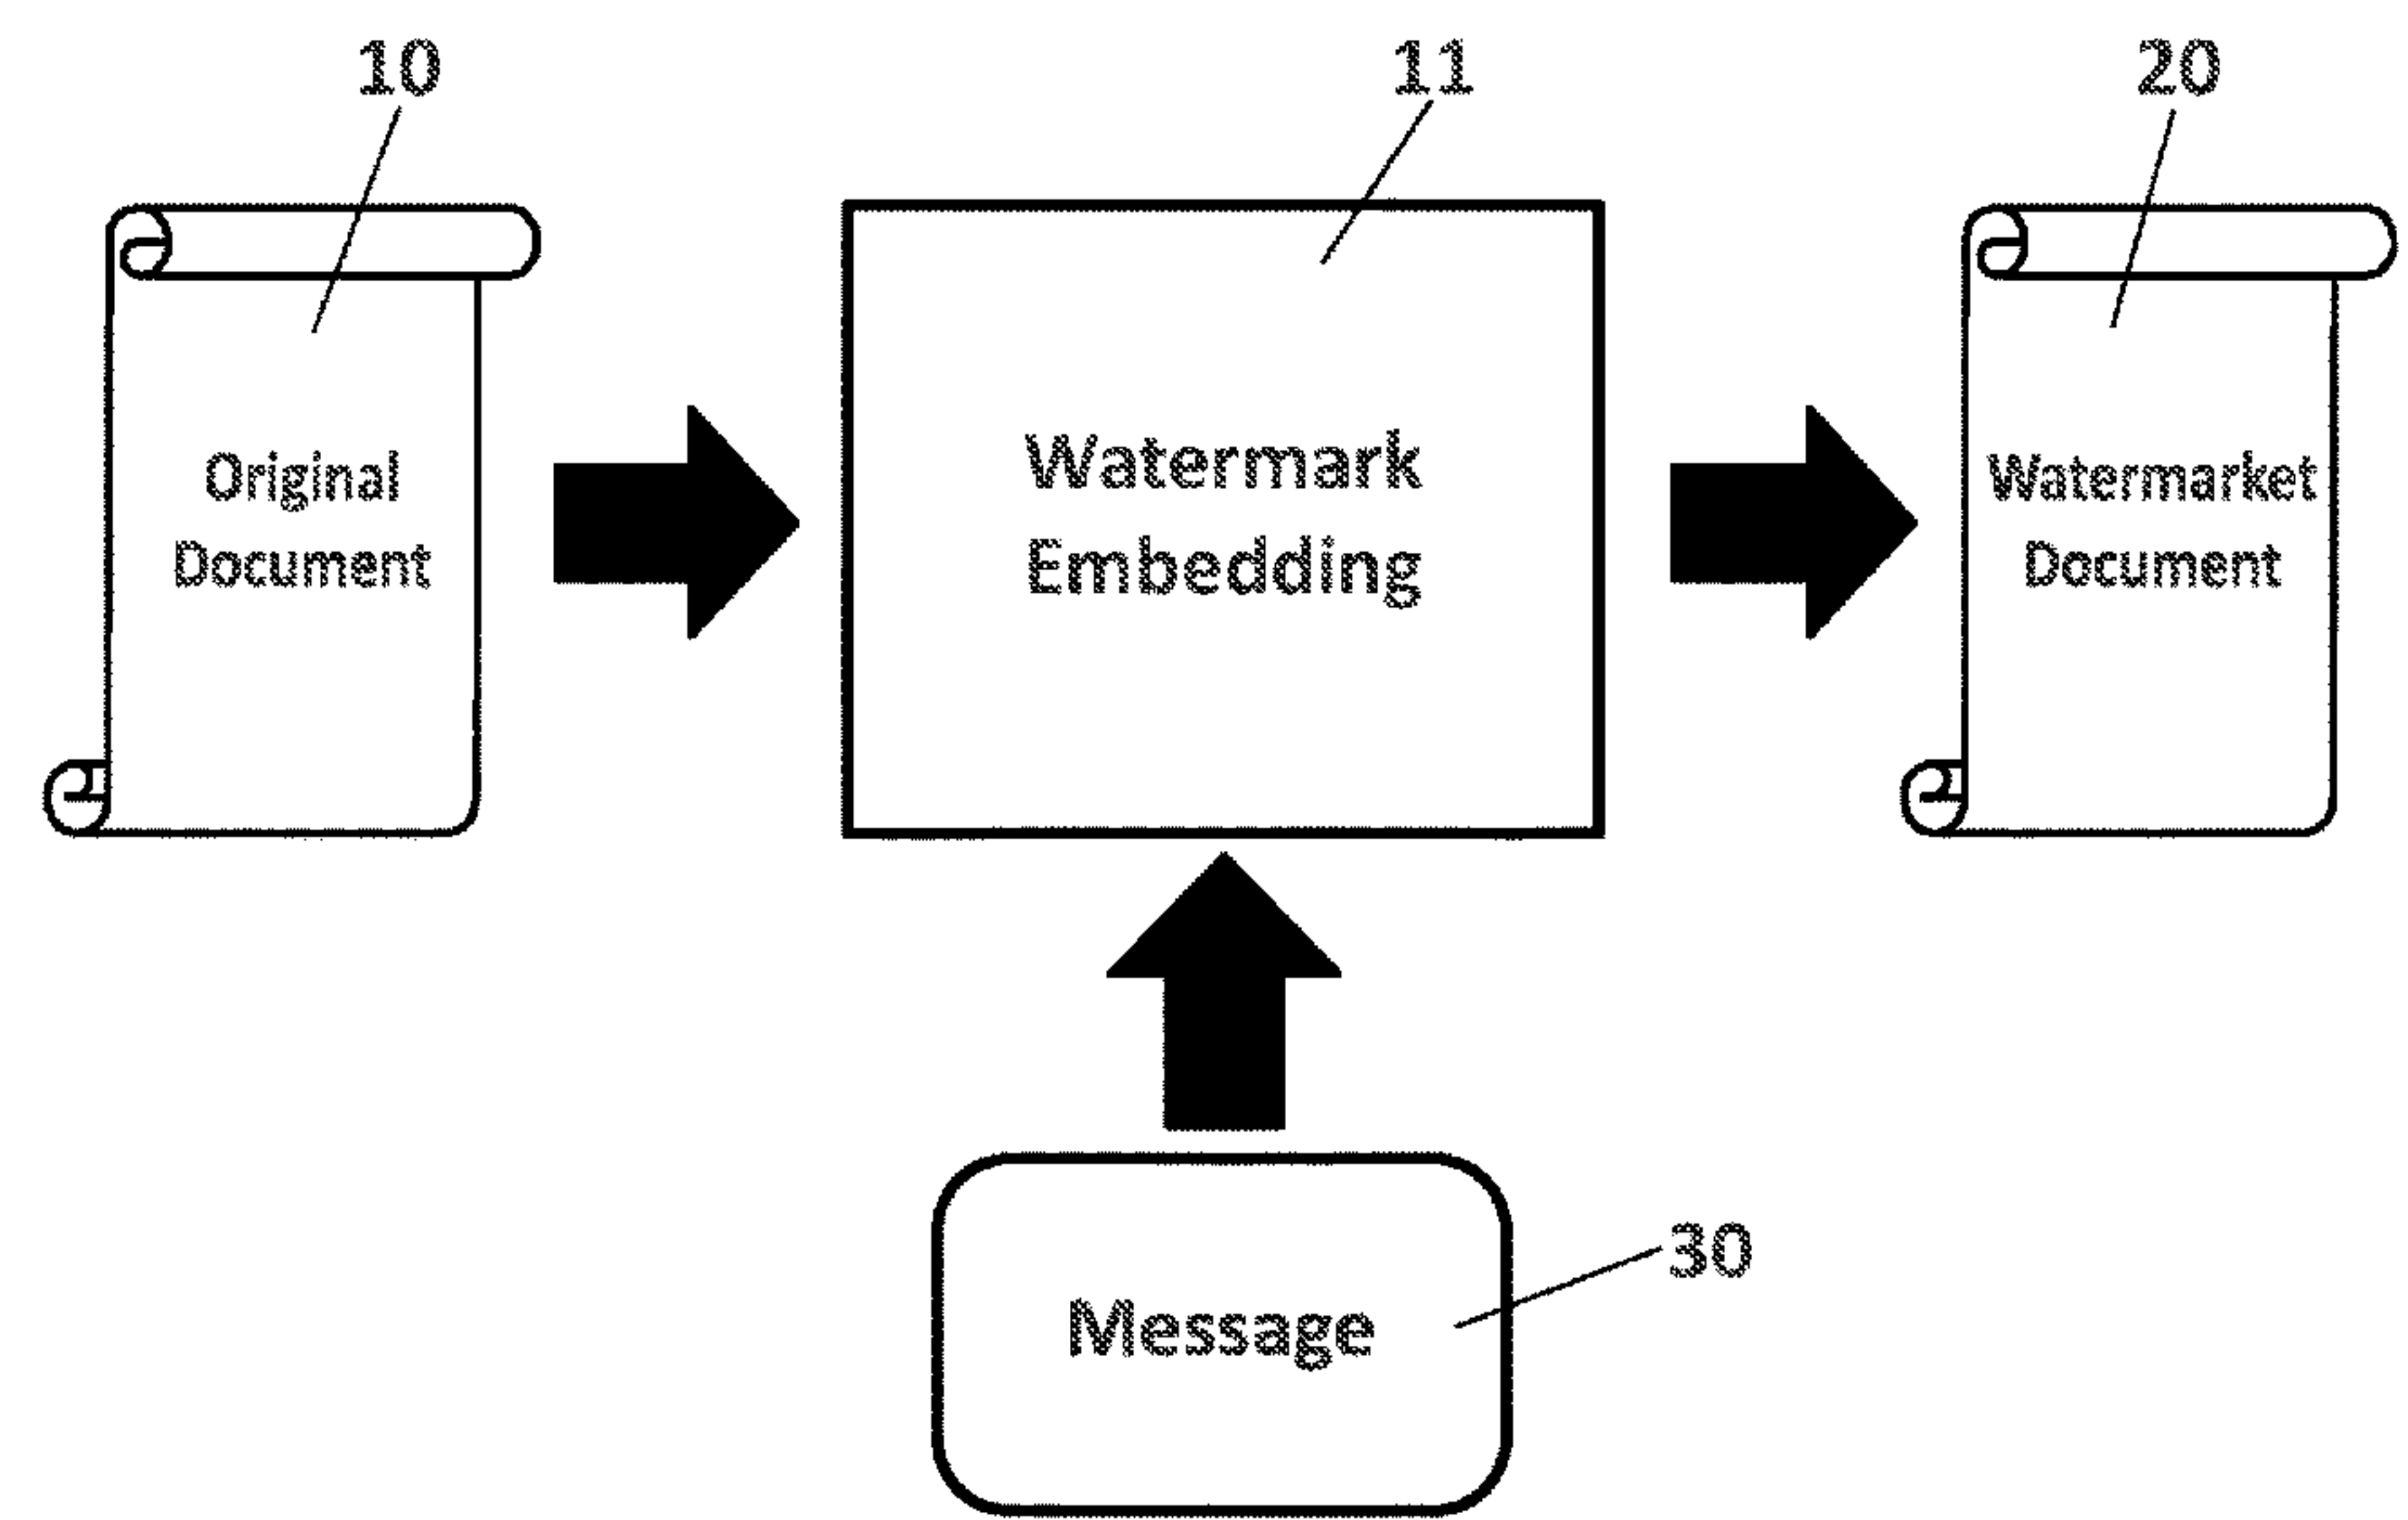 10
11
20
Original
Document
Watermark
Embedding
Watermarket
Document
Message
30